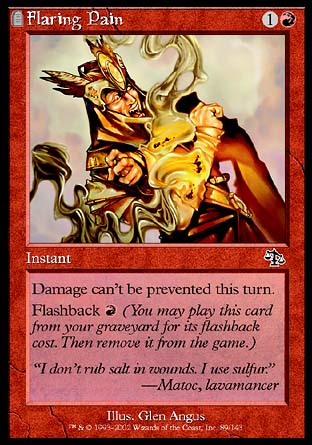 Flaring Pain 1
Instant
Damage can't be prevented this turn.
Flashback (You may play this card
from your graveyard for its flashback
cost. Then remove it from the game.)
"I don't rub salt in wounds. I use sulfur."
—Matoc, lavamancer
Illus. Glen Angus
™ & © 1993–2002 Wizards of the Coast, Inc. 89/143